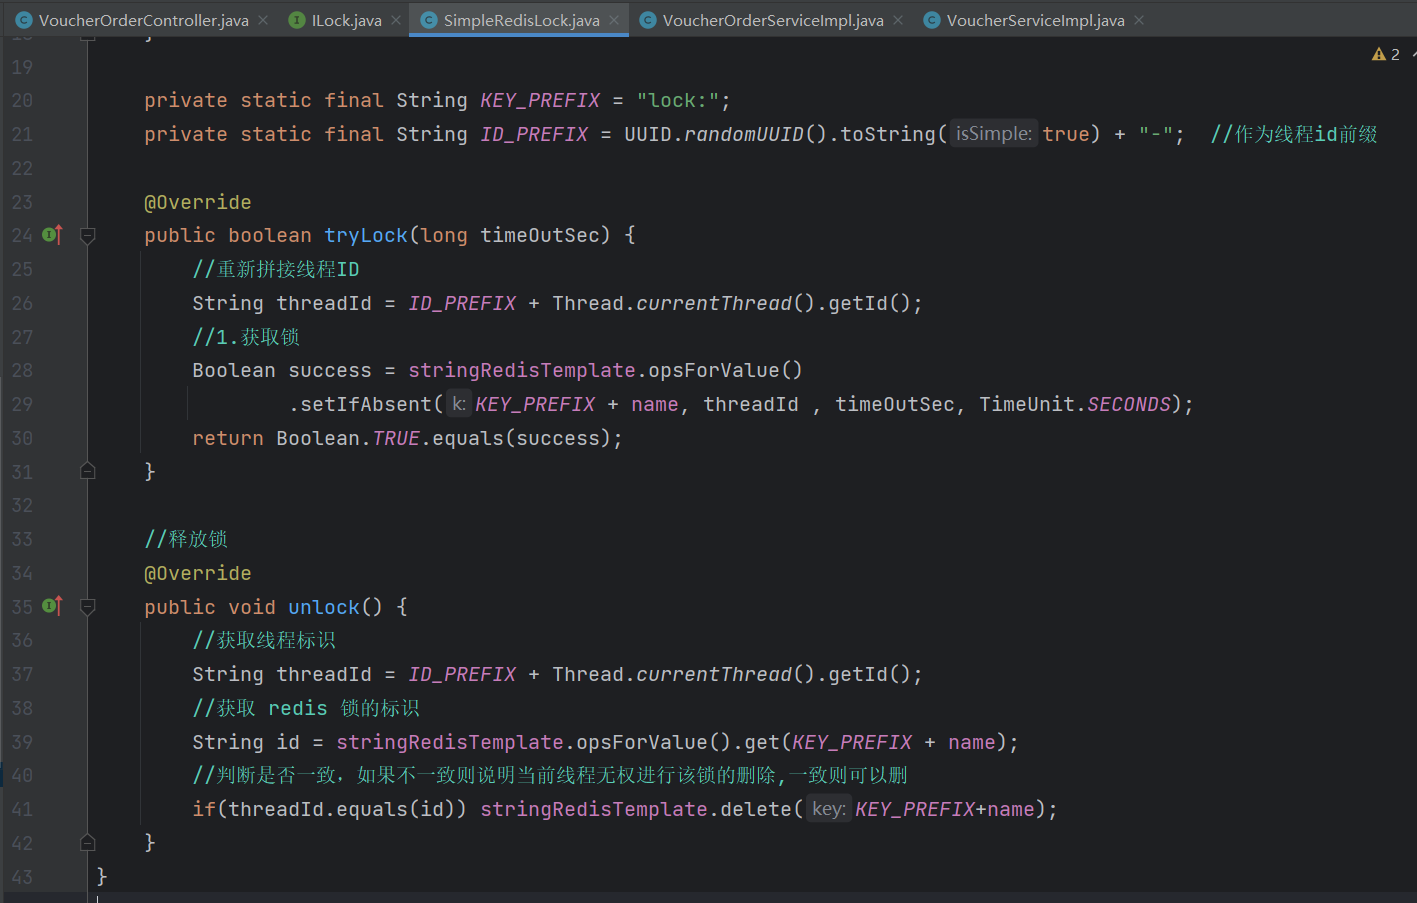 VoucherOrderController.java ILock.java SimpleRedisLock.java VoucherOrderServiceImpl.java VoucherServiceImpl.java
2
}
19
20 private static final String KEY_PREFIX = "lock:";
21 private static final String ID_PREFIX = UUID.randomUUID().toString( isSimple: true) + "-"; //作为线程id前缀
22
23 @Override
24 public boolean tryLock(long timeOutSec) {
25 //重新拼接线程ID
26 String threadId = ID_PREFIX + Thread.currentThread().getId();
27 //1.获取锁
28 Boolean success = stringRedisTemplate.opsForValue()
29 .setIfAbsent( k: KEY_PREFIX + name, threadId , timeOutSec, TimeUnit.SECONDS);
30 return Boolean.TRUE.equals(success);
31 }
32
33 //释放锁
34 @Override
35 public void unlock() {
36 //获取线程标识
37 String threadId = ID_PREFIX + Thread.currentThread().getId();
38 //获取 redis 锁的标识
39 String id = stringRedisTemplate.opsForValue().get(KEY_PREFIX + name);
40 //判断是否一致，如果不一致则说明当前线程无权进行该锁的删除,一致则可以删
41 if(threadId.equals(id)) stringRedisTemplate.delete( key: KEY_PREFIX+name);
42 }
43 }